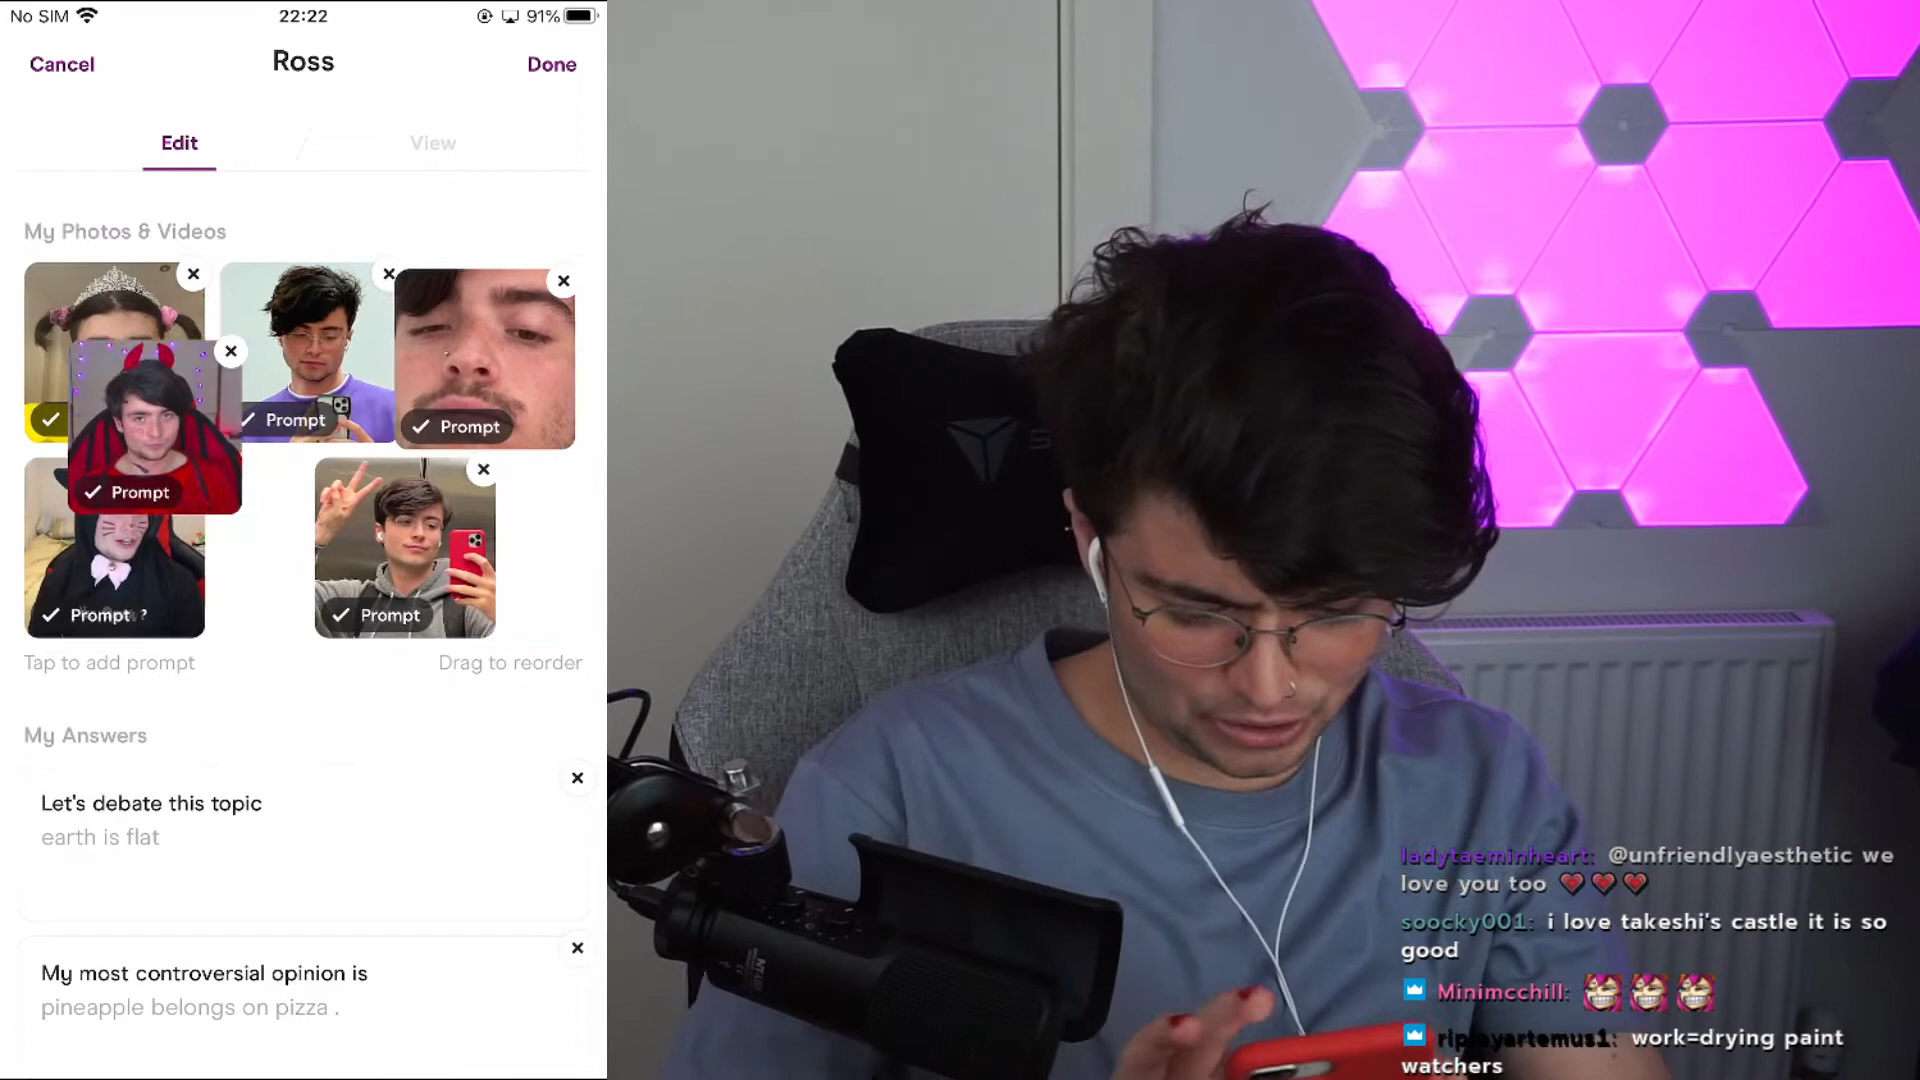 No SIM 22:22 91%
Cancel Ross Done
Edit View
My Photos & Videos
Prompt
Prompt
Prompt
Prompt ?
Prompt
Tap to add prompt Drag to reorder
My Answers
Let's debate this topic
earth is flat
My most controversial opinion is
pineapple belongs on pizza .
ladytaeminheart: @unfriendlyaesthetic we
love you too
soocky001: i love takeshi's castle it is so
good
Minimcchill:
ripleyartemus1: work=drying paint
watchers